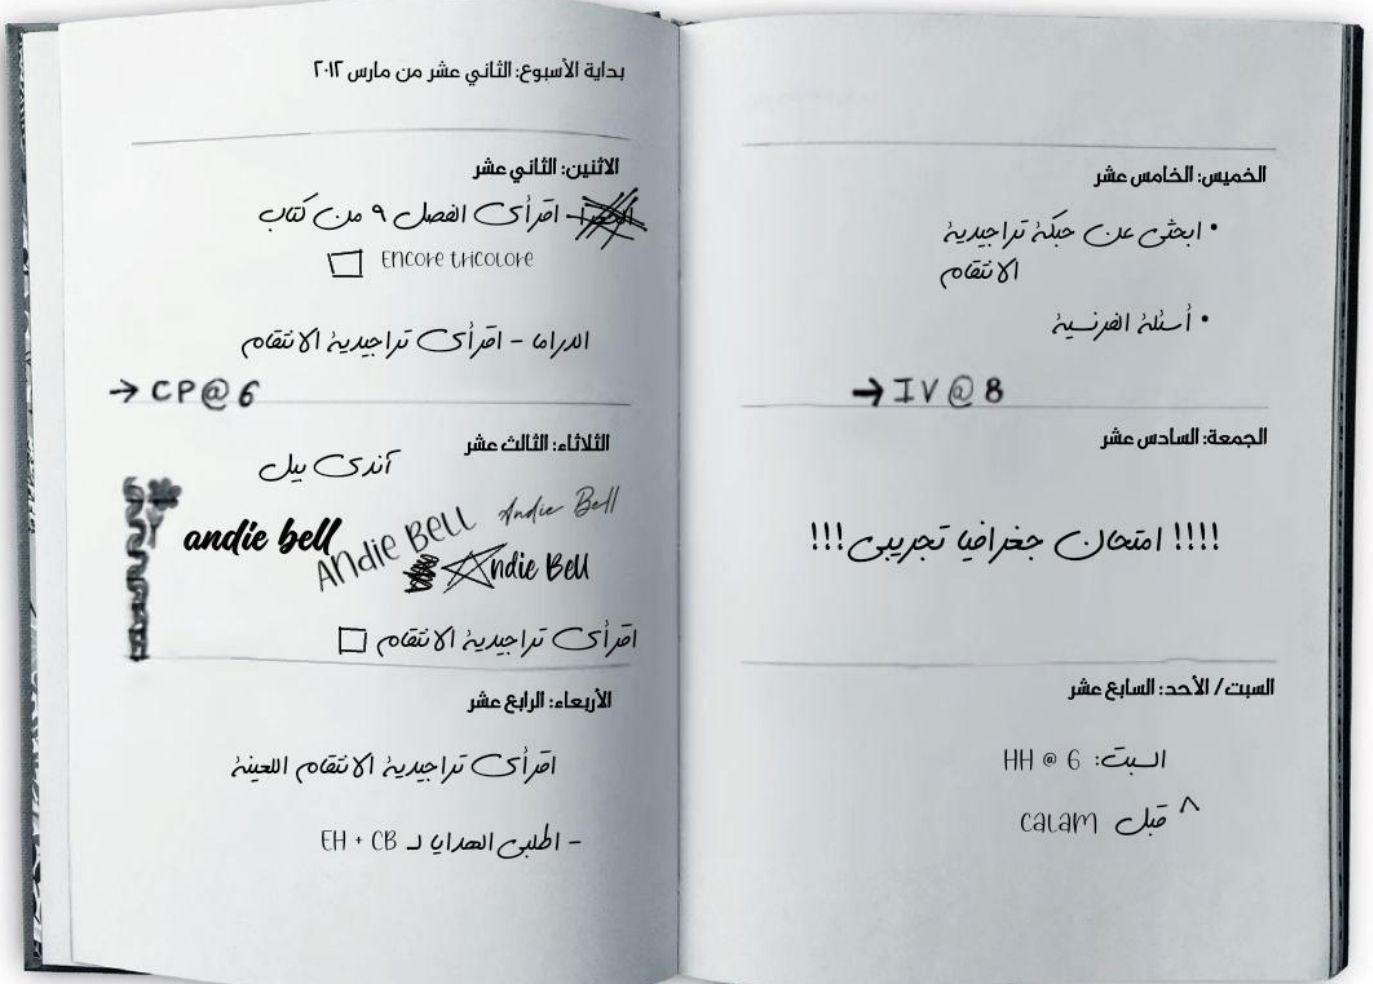 بداية الأسبوع: الثاني عشر من مارس ٢٠١٢
الاثنين: الثاني عشر
- اقرأي الفصل ٩ من كتاب
Encore tricolore
الدراما - اقرأي تراجيدية الانتقام
→ CP@6
الثلاثاء: الثالث عشر
آندي بيل
Andie Bell
andie bell
Andie Bell
Andie Bell
اقرأي تراجيدية الانتقام
الأربعاء: الرابع عشر
اقرأي تراجيدية الانتقام اللعينة
- اطلبي الهدايا لـ EH + CB
الخميس: الخامس عشر
• ابحثي عن حبكة تراجيدية
الانتقام
• أسئلة الفرنسية
→ IV @ 8
الجمعة: السادس عشر
!!!! امتحان جغرافيا تجريبي !!!
السبت / الأحد: السابع عشر
السبت: HH @ 6
^ قبل calam